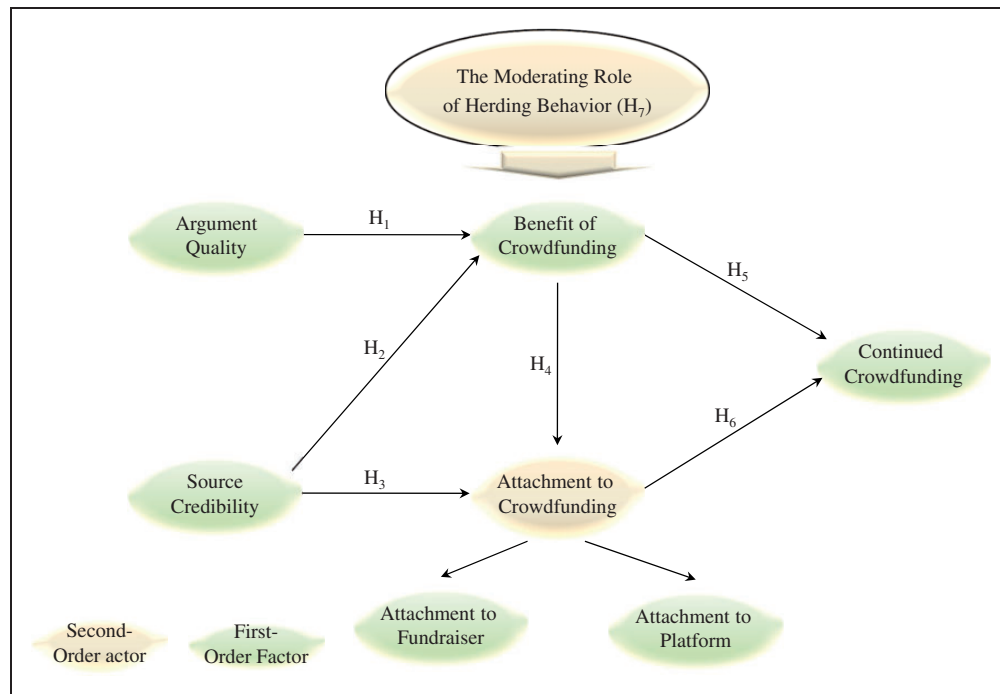 The Moderating Role
of Herding Behavior (H₇)
Argument
Quality
H₁
Benefit of
Crowdfunding
H₅
H₂
H₄
Continued
Crowdfunding
H₆
Source
Credibility
H₃
Attachment to
Crowdfunding
Attachment to
Fundraiser
Attachment to
Platform
Second-
Order actor
First-
Order Factor